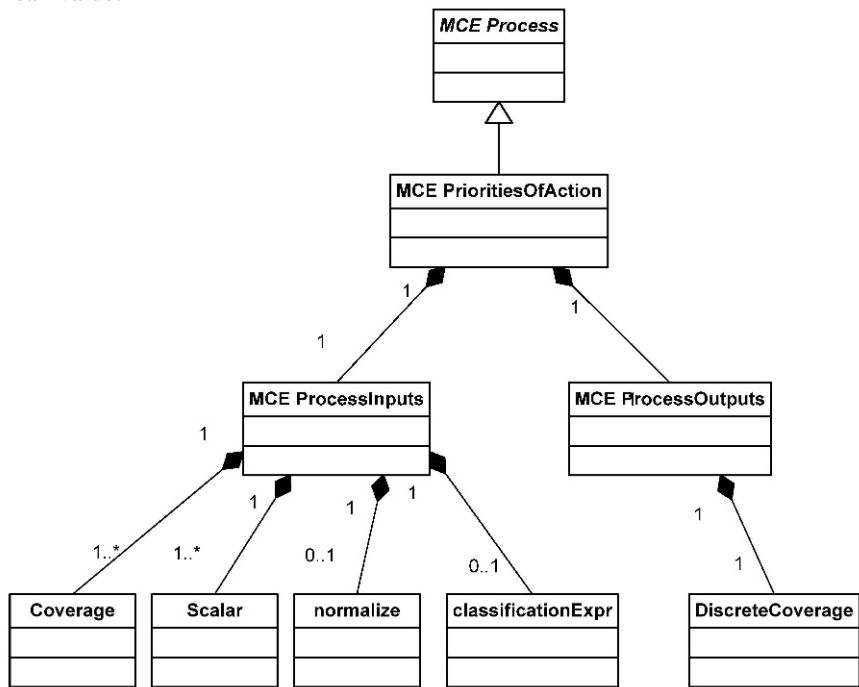 MCE Process
MCE PrioritiesOfAction
1
1
1
MCE ProcessInputs
MCE ProcessOutputs
1
1
1
1
1
1..*
1..*
0..1
0..1
1
Coverage
Scalar
normalize
classificationExpr
DiscreteCoverage